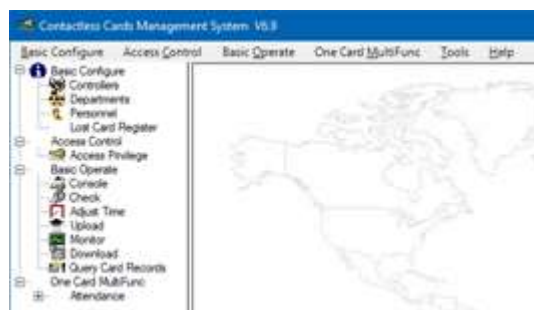 Contactless Cards Management System V6.9
Basic Configure Access Control Basic Operate One Card MultiFunc Tools Help
Basic Configure
Controllers
Departments
Personnel
Lost Card Register
Access Control
Access Privilege
Basic Operate
Console
Check
Adjust Time
Upload
Monitor
Download
Query Card Records
One Card MultiFunc
Attendance